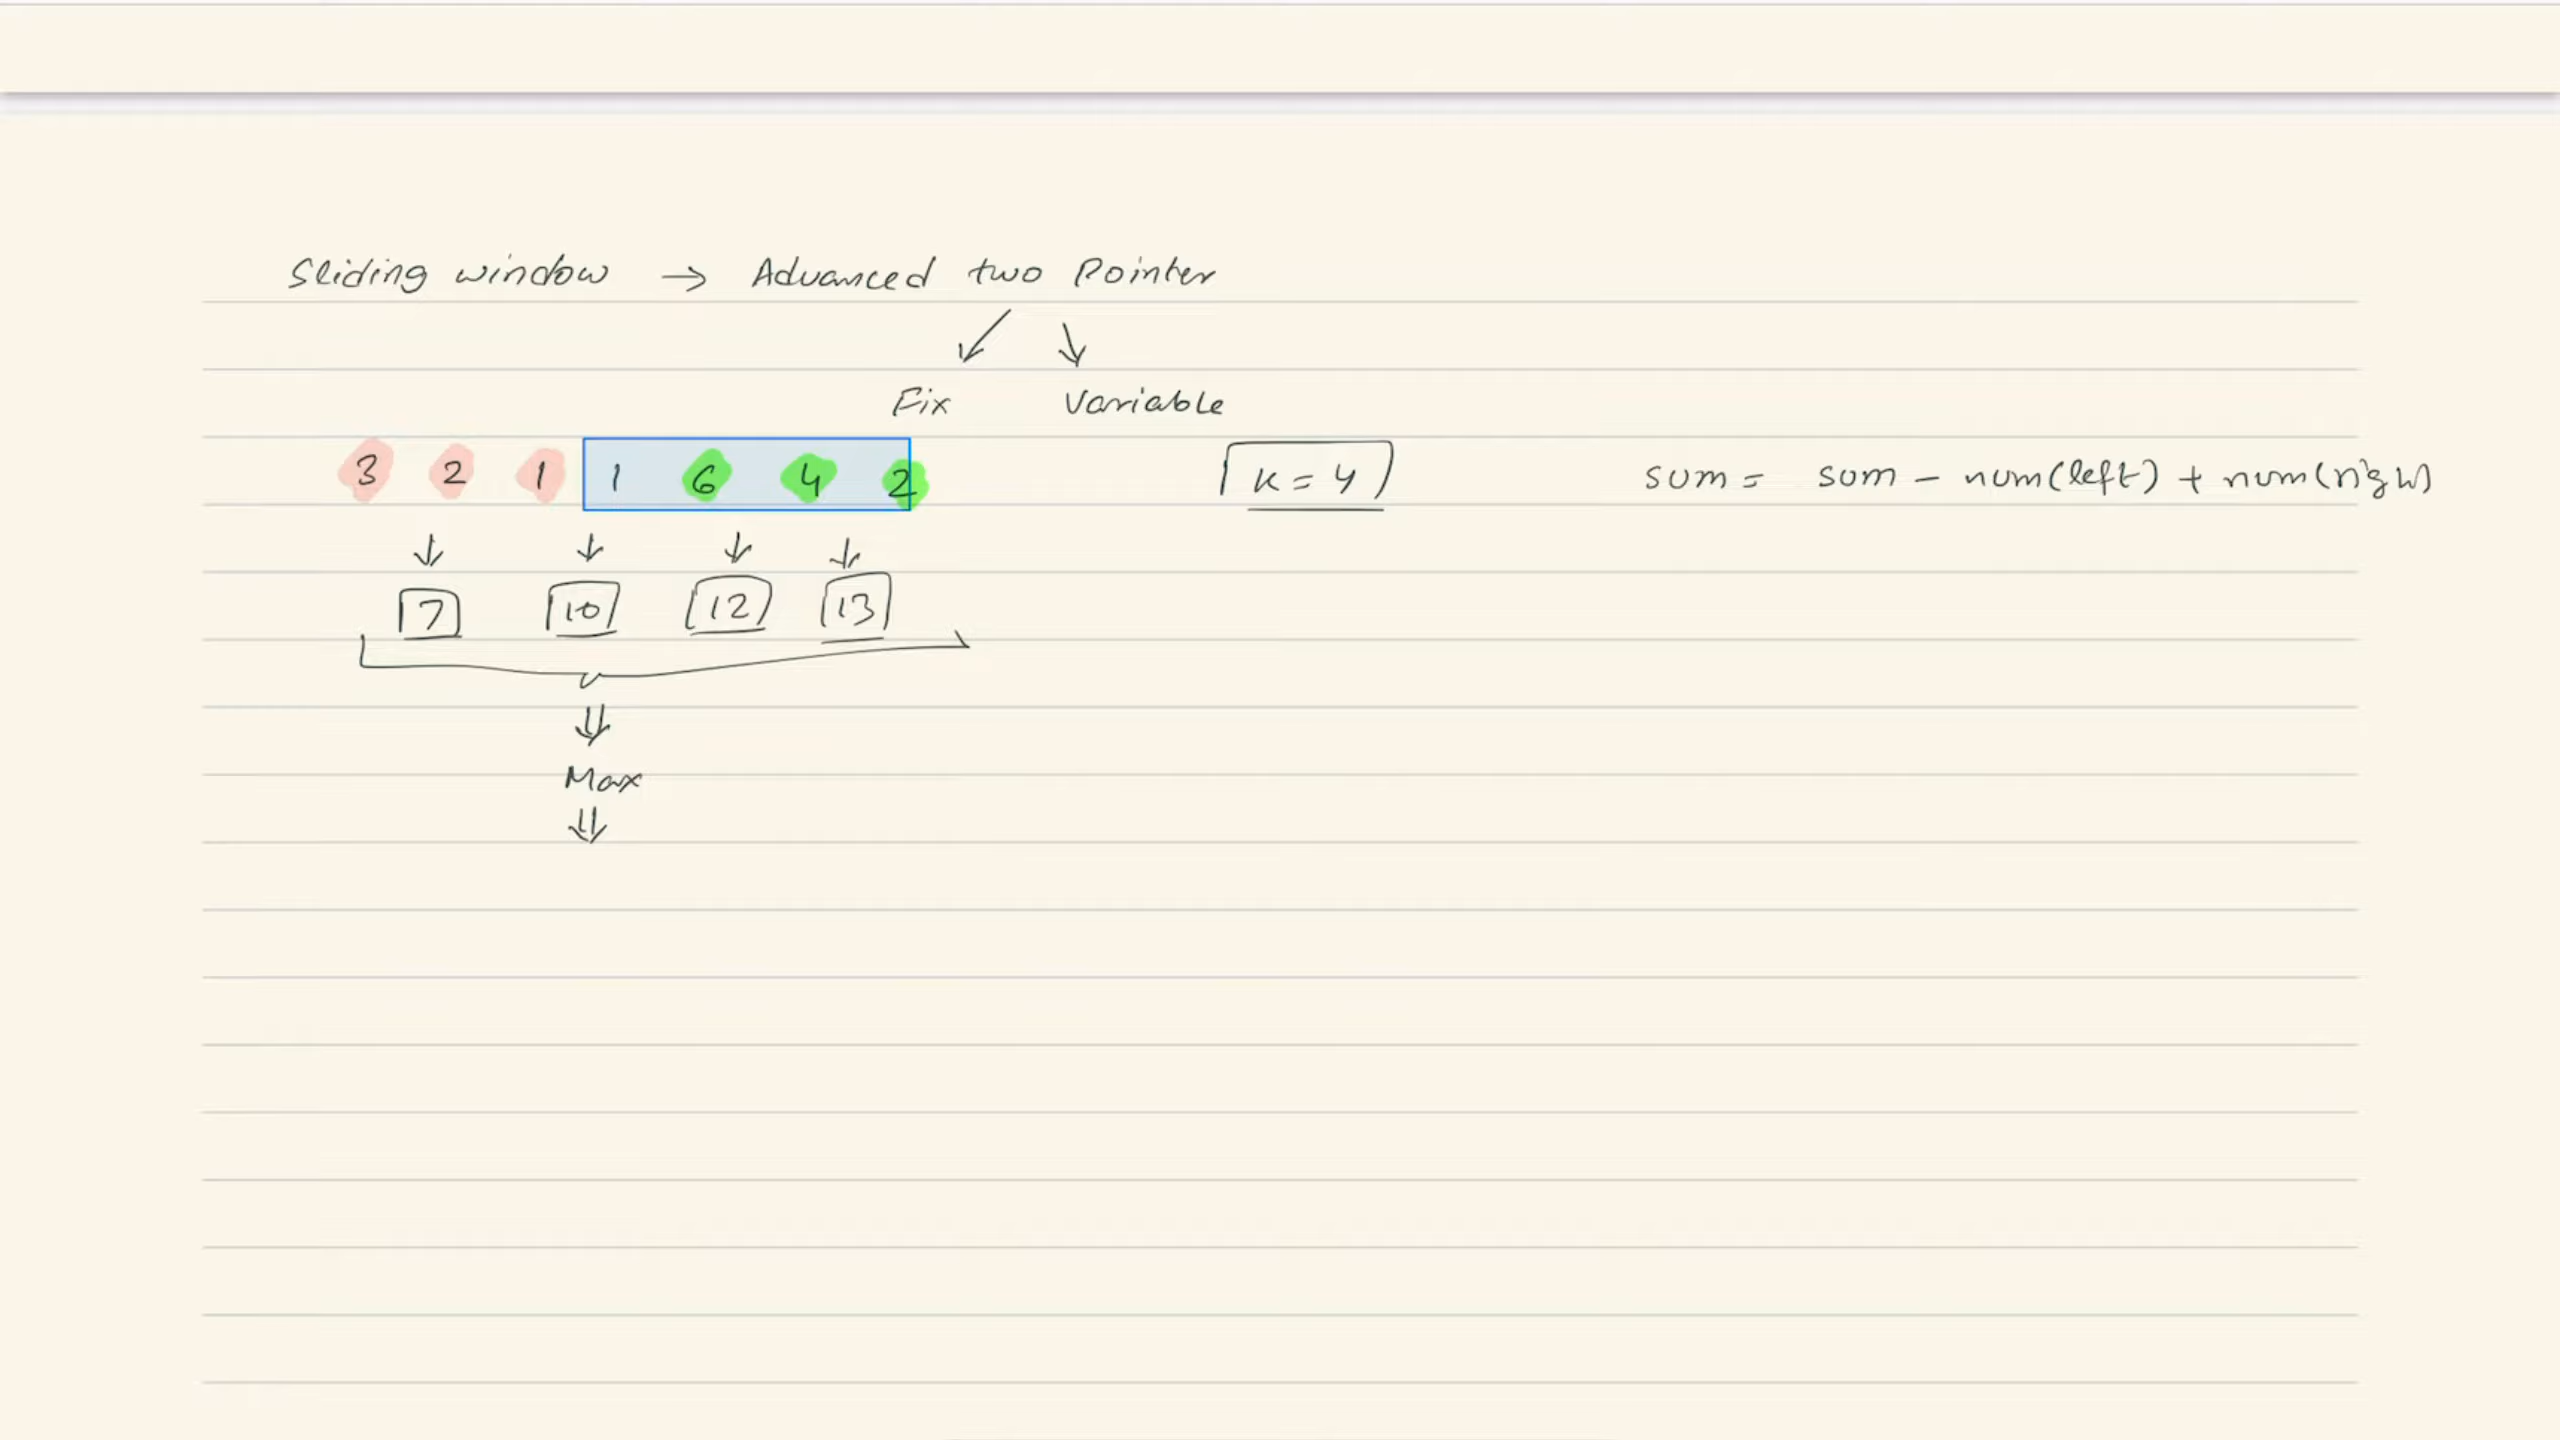 Sliding window → Advanced two Pointer
Fix Variable
3 2 1 1 6 4 2 k = 4 sum = sum - num(left) + num(right)
7 10 12 13
Max